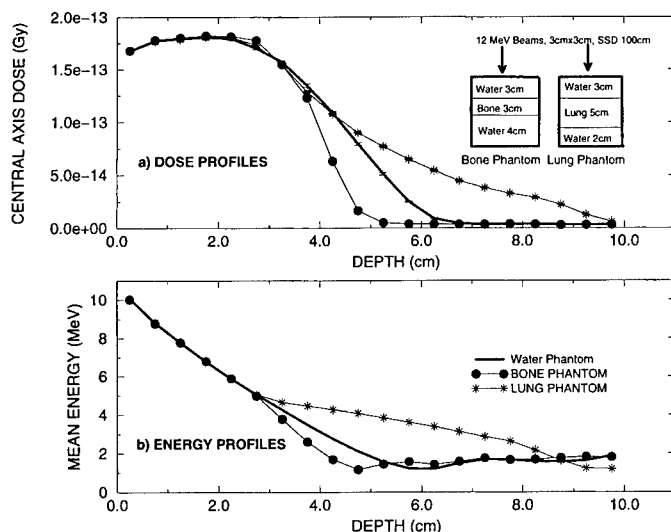 CENTRAL AXIS DOSE (Gy)
2.0e-13
1.5e-13
1.0e-13
5.0e-14
0.0e+00
12 MeV Beams, 3cmx3cm, SSD 100cm
Water 3cm
Bone 3cm
Water 4cm
Bone Phantom
Water 3cm
Lung 5cm
Water 2cm
Lung Phantom
a) DOSE PROFILES
0.0 2.0 4.0 6.0 8.0 10.0
DEPTH (cm)
MEAN ENERGY (MeV)
10
8
6
4
2
0
Water Phantom
BONE PHANTOM
LUNG PHANTOM
b) ENERGY PROFILES
0.0 2.0 4.0 6.0 8.0 10.0
DEPTH (cm)